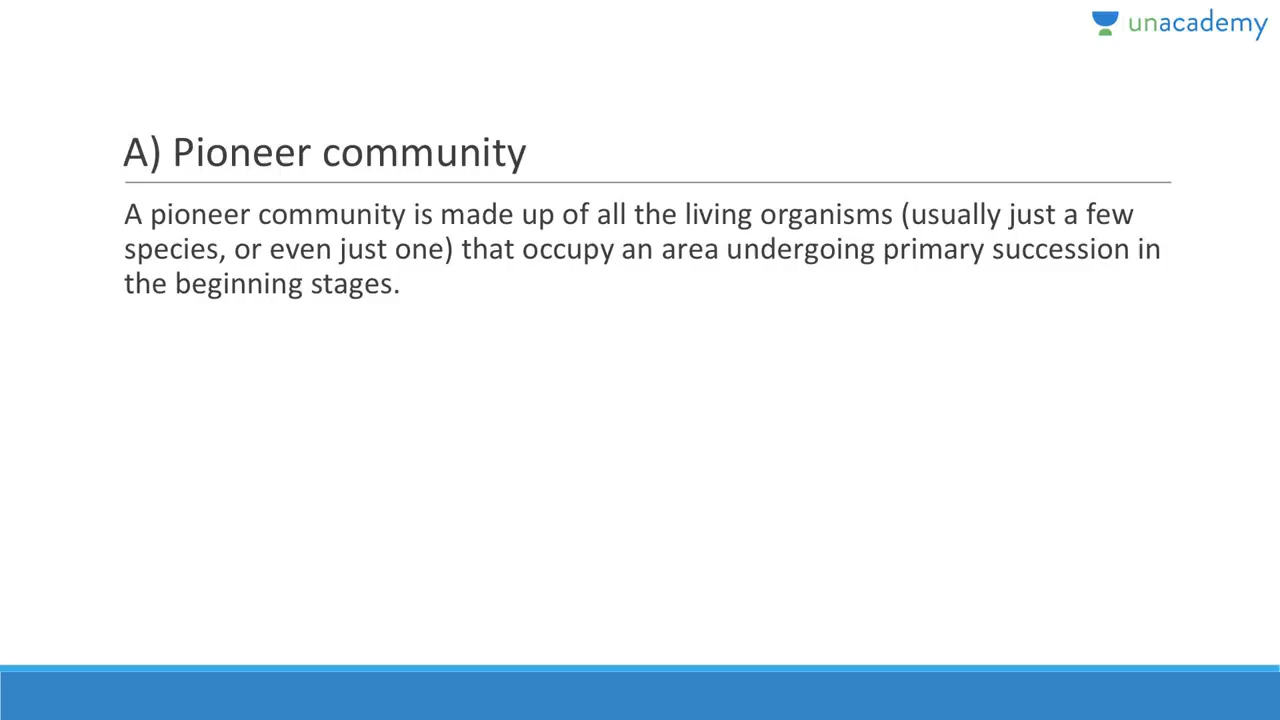 unacademy
A) Pioneer community
A pioneer community is made up of all the living organisms (usually just a few
species, or even just one) that occupy an area undergoing primary succession in
the beginning stages.